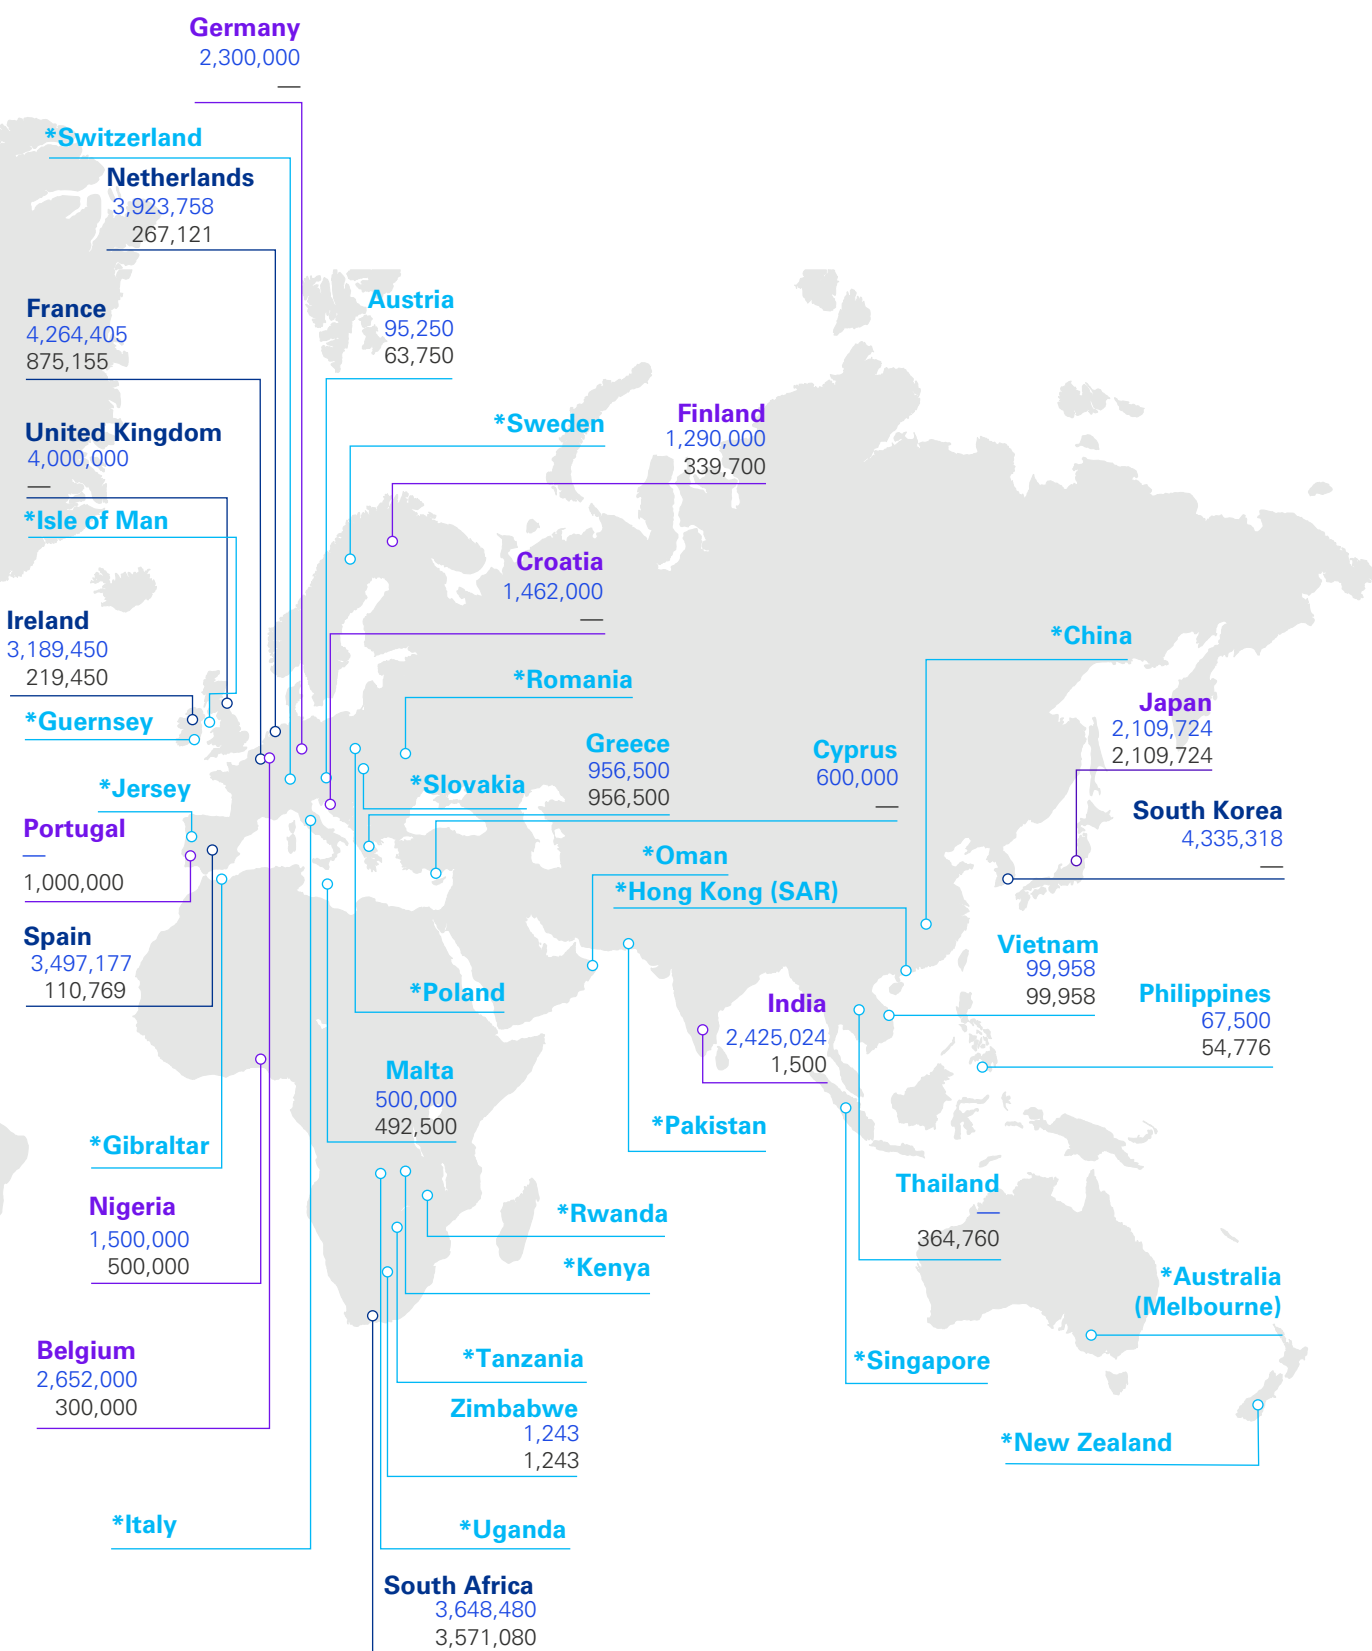 Germany
2,300,000
—
*Switzerland
Netherlands
3,923,758
267,121
France
4,264,405
875,155
Austria
95,250
63,750
United Kingdom
4,000,000
—
*Sweden
Finland
1,290,000
339,700
*Isle of Man
Croatia
1,462,000
—
Ireland
3,189,450
219,450
*China
*Romania
*Guernsey
Japan
2,109,724
2,109,724
Greece
956,500
956,500
Cyprus
600,000
—
*Slovakia
*Jersey
South Korea
4,335,318
—
Portugal
—
1,000,000
*Oman
*Hong Kong (SAR)
Spain
3,497,177
110,769
Vietnam
99,958
99,958
*Poland
India
2,425,024
1,500
Philippines
67,500
54,776
Malta
500,000
492,500
*Pakistan
*Gibraltar
Thailand
—
364,760
Nigeria
1,500,000
500,000
*Rwanda
*Kenya
*Australia
(Melbourne)
Belgium
2,652,000
300,000
*Tanzania
*Singapore
Zimbabwe
1,243
1,243
*New Zealand
*Italy
*Uganda
South Africa
3,648,480
3,571,080